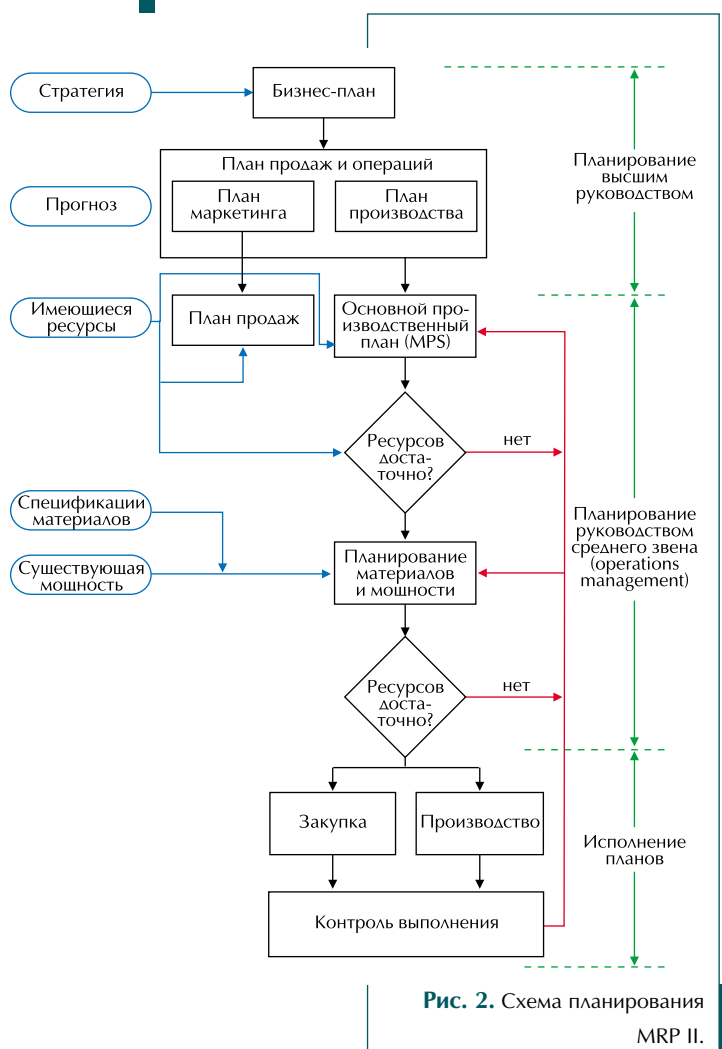 Стратегия
Бизнес-план
План продаж и операций
План
маркетинга
План
производства
Прогноз
Планирование
высшим
руководством
Имеющиеся
ресурсы
План продаж
Основной про-
изводственный
план (MPS)
Ресурсов
доста-
точно?
нет
Спецификации
материалов
Существующая
мощность
Планирование
материалов
и мощности
Планирование
руководством
среднего звена
(operations
management)
Ресурсов
доста-
точно?
нет
Закупка
Производство
Исполнение
планов
Контроль выполнения
Рис. 2. Схема планирования
MRP II.